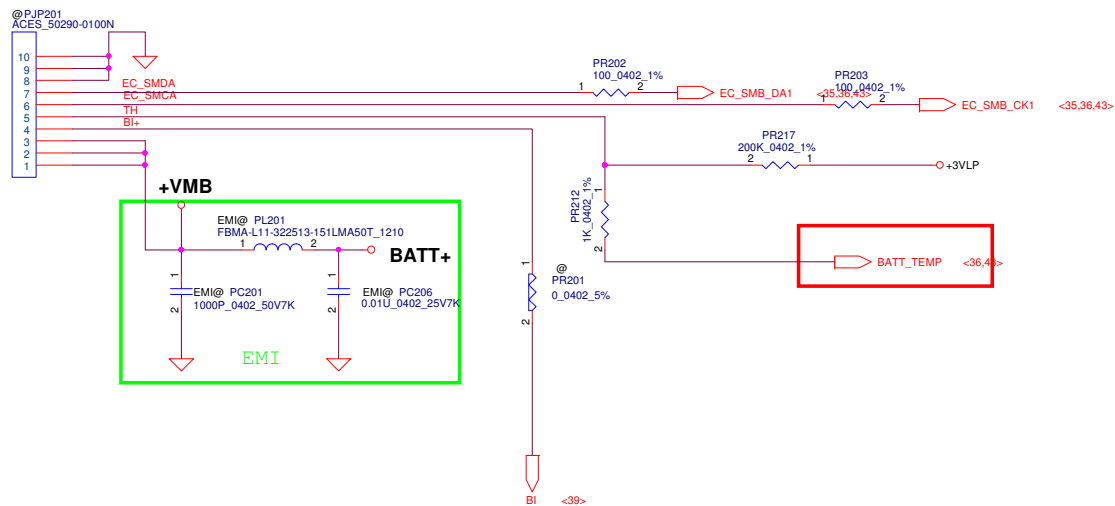 @PJP201
ACES_50290-0100N
10
9
8
7
6
5
4
3
2
1
EC_SMDA
EC_SMCA
TH
BI+
PR202
100_0402_1%
1
2
EC_SMB_DA1
<35,36,43>
PR203
100_0402_1%
1
2
EC_SMB_CK1
<35,36,43>
PR217
200K_0402_1%
2
1
+3VLP
PR212
1K_0402_1%
1
2
BATT_TEMP
<36,43>
+VMB
EMI@ PL201
FBMA-L11-322513-151LMA50T_1210
1
2
BATT+
1
2
EMI@ PC201
1000P_0402_50V7K
1
2
EMI@ PC206
0.01U_0402_25V7K
EMI
@
PR201
0_0402_5%
1
2
BI
<39>